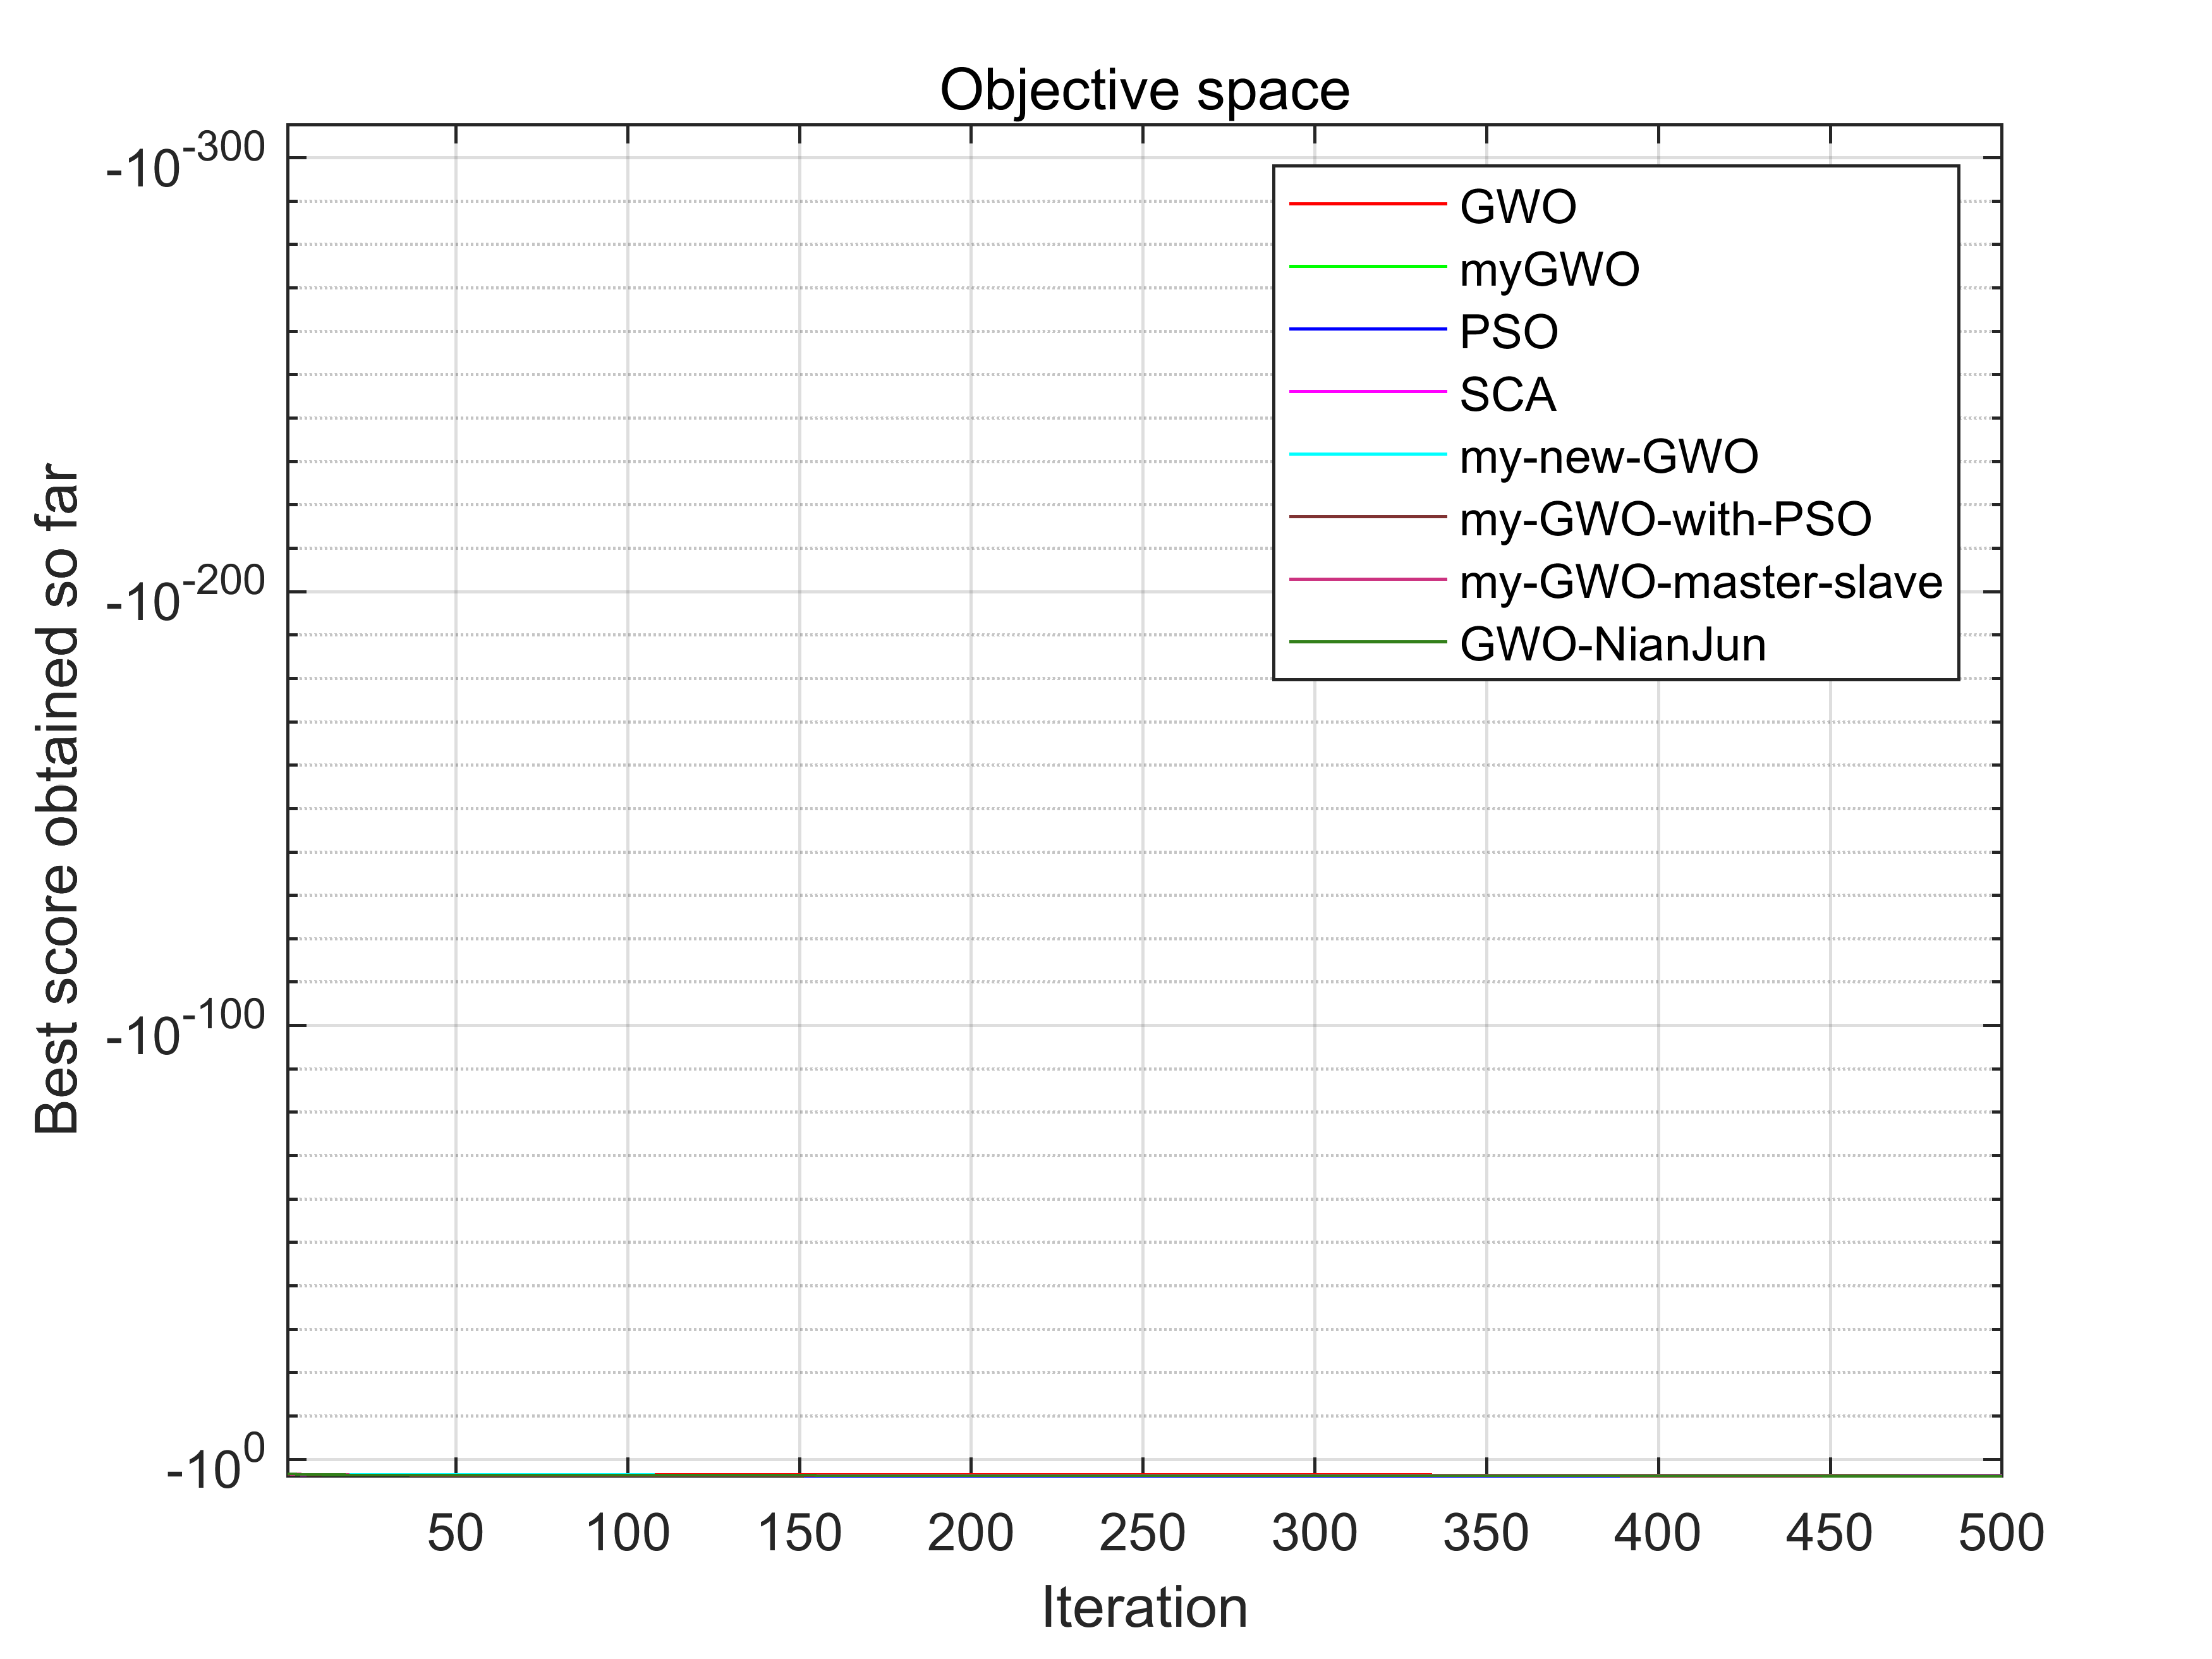 Objective space
-10^-300
-10^-200
-10^-100
-10^0
Best score obtained so far
GWO
myGWO
PSO
SCA
my-new-GWO
my-GWO-with-PSO
my-GWO-master-slave
GWO-NianJun
50 100 150 200 250 300 350 400 450 500
Iteration